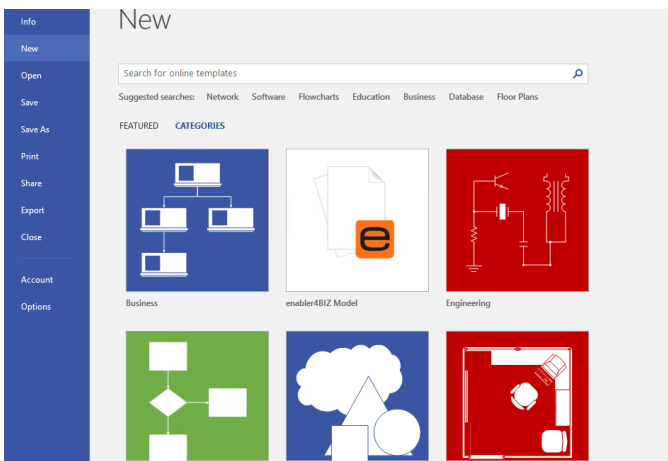 New
Info
New
Open
Save
Save As
Print
Share
Export
Close
Account
Options
Search for online templates
Suggested searches: Network Software Flowcharts Education Business Database Floor Plans
FEATURED CATEGORIES
e
Business enabler4BIZ Model Engineering